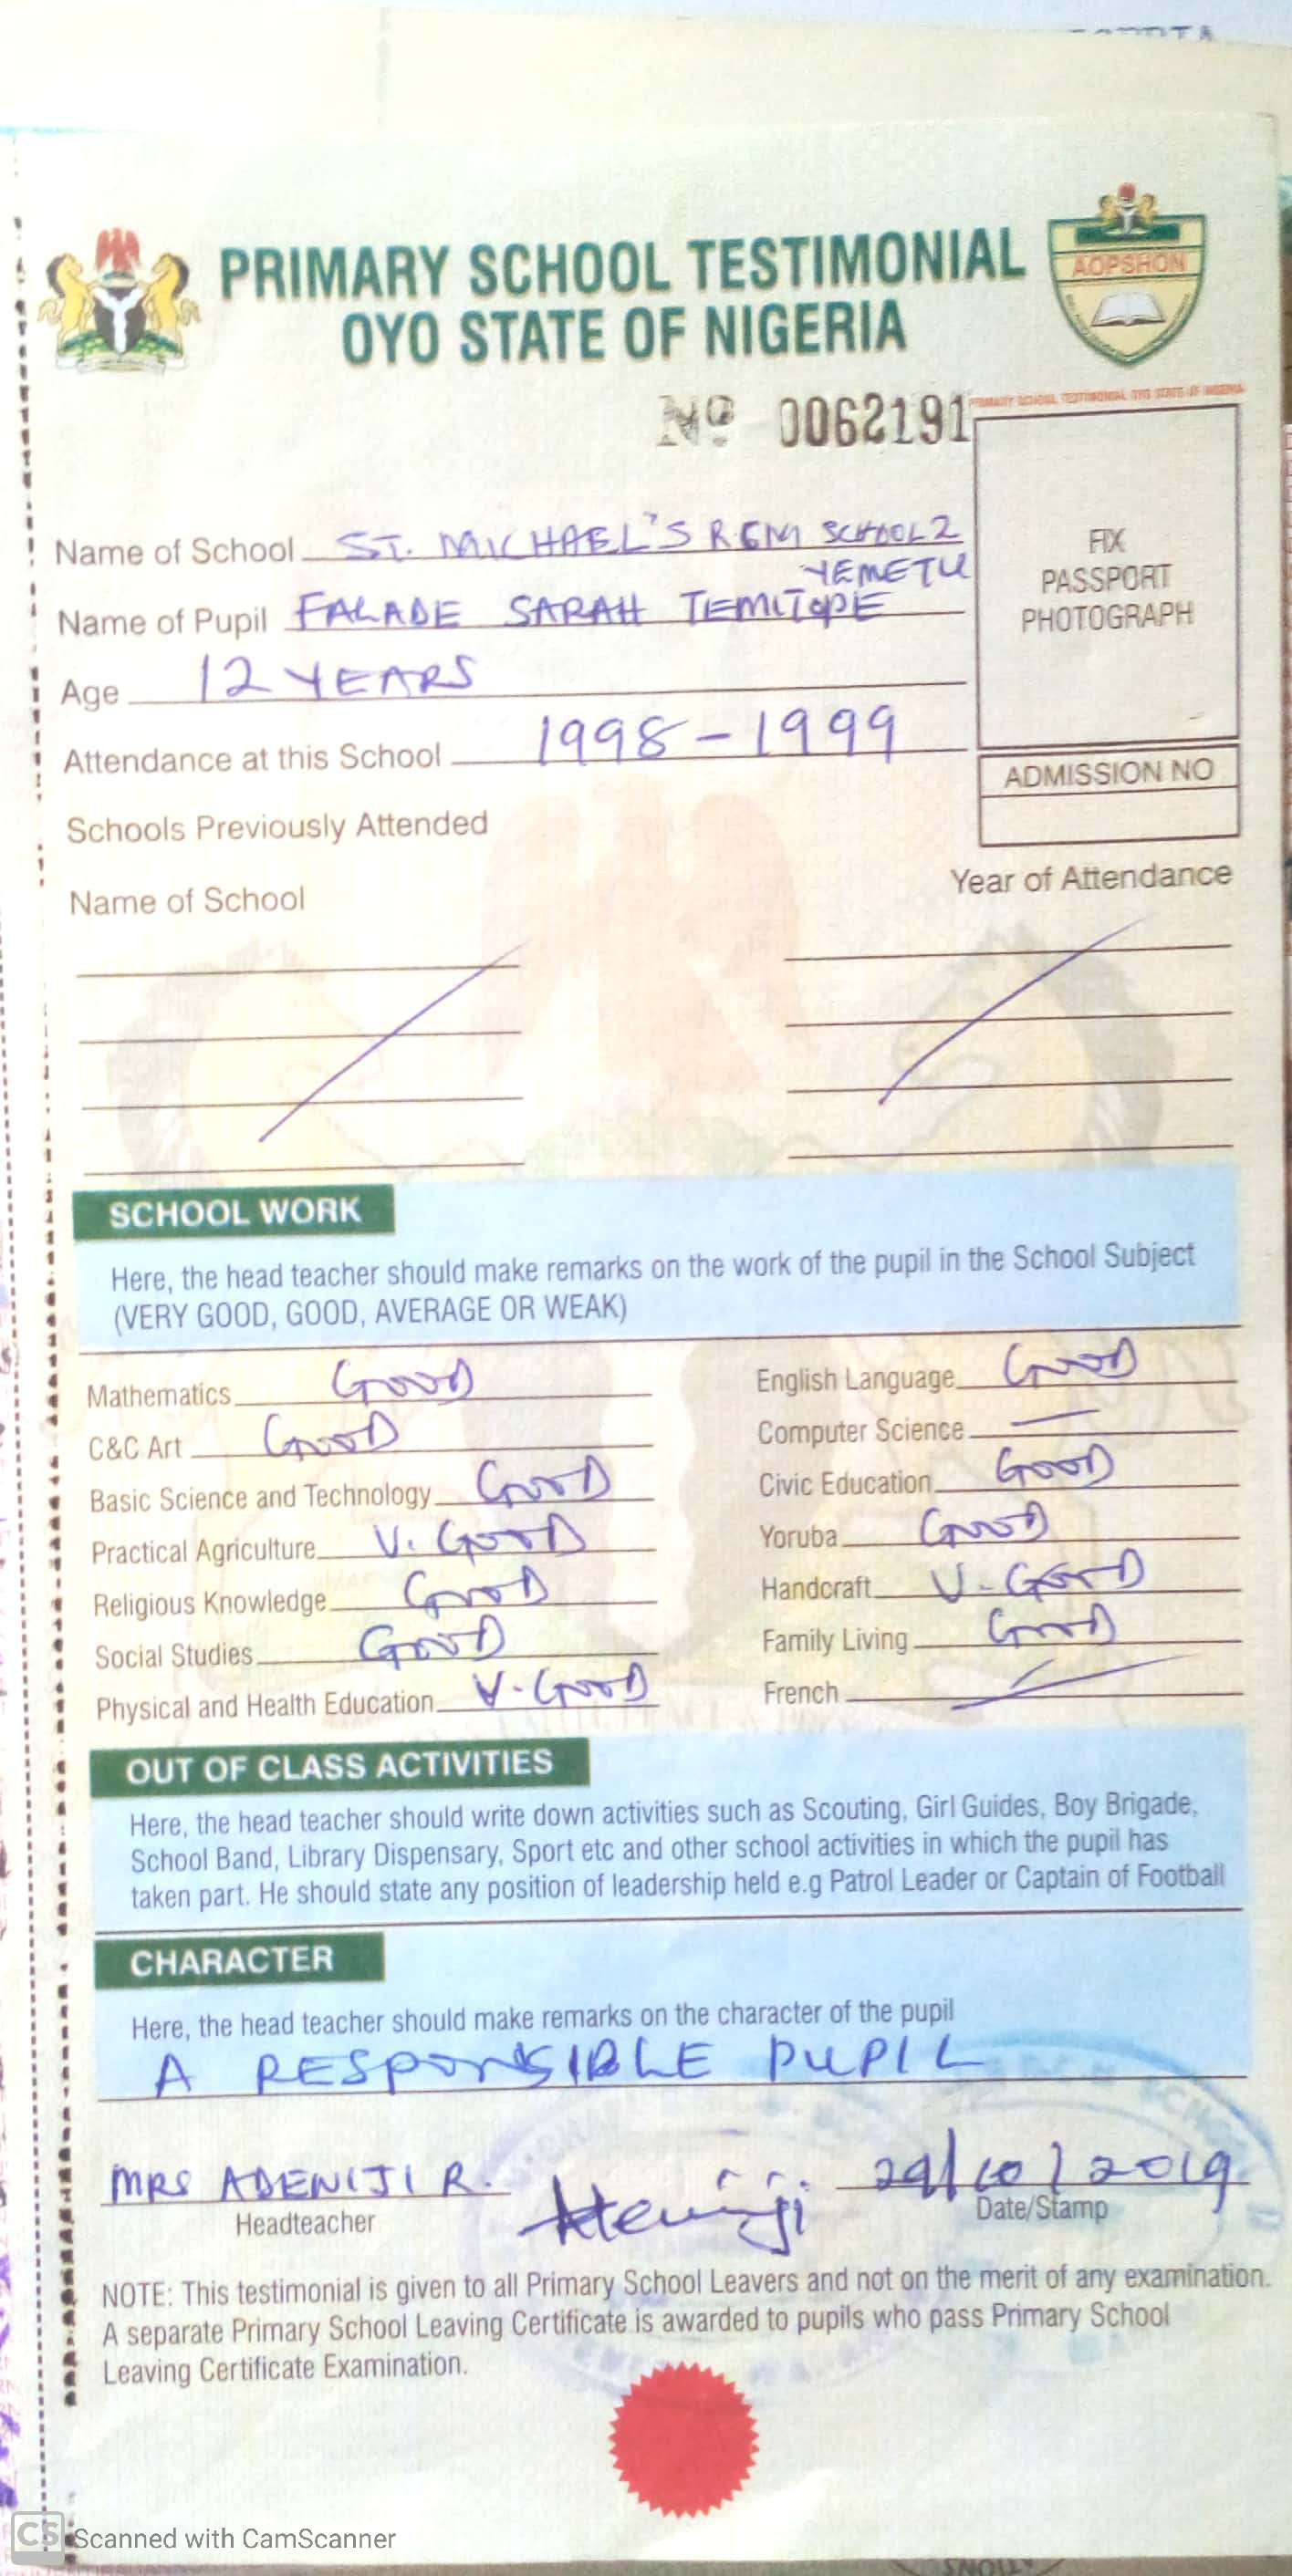 PRIMARY SCHOOL TESTIMONIAL
OYO STATE OF NIGERIA
AOPSHON
Nº 0062191
PRIMARY SCHOOL TESTIMONIAL OYO STATE OF NIGERIA
FIX
PASSPORT
PHOTOGRAPH
ADMISSION NO
Name of School ST. MICHAEL'S RCM SCHOOL 2
YEMETU
Name of Pupil FALADE SARAH TEMITOPE
Age 12 YEARS
Attendance at this School 1998 - 1999
Schools Previously Attended
Name of School Year of Attendance
SCHOOL WORK
Here, the head teacher should make remarks on the work of the pupil in the School Subject
(VERY GOOD, GOOD, AVERAGE OR WEAK)
Mathematics GOOD English Language GOOD
C&C Art GOOD Computer Science —
Basic Science and Technology GOOD Civic Education GOOD
Practical Agriculture V. GOOD Yoruba GOOD
Religious Knowledge GOOD Handcraft V. GOOD
Social Studies GOOD Family Living GOOD
Physical and Health Education V. GOOD French
OUT OF CLASS ACTIVITIES
Here, the head teacher should write down activities such as Scouting, Girl Guides, Boy Brigade,
School Band, Library Dispensary, Sport etc and other school activities in which the pupil has
taken part. He should state any position of leadership held e.g Patrol Leader or Captain of Football
CHARACTER
Here, the head teacher should make remarks on the character of the pupil
A RESPONSIBLE PUPIL
MRS ADENIJI R. 29/10/2019
Headteacher Date/Stamp
NOTE: This testimonial is given to all Primary School Leavers and not on the merit of any examination.
A separate Primary School Leaving Certificate is awarded to pupils who pass Primary School
Leaving Certificate Examination.
CS Scanned with CamScanner